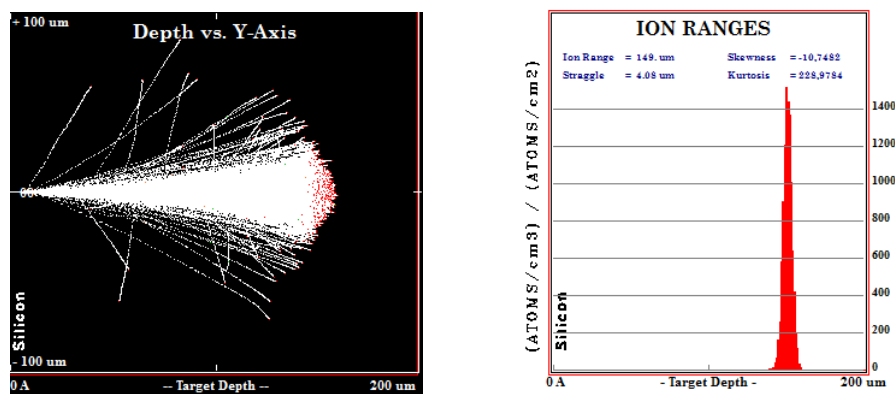 + 100 um
Depth vs. Y-Axis
Silicon
- 100 um
0 A
-- Target Depth --
200 um
ION RANGES
Ion Range = 149. um
Skewness = -10,7482
Straggle = 4.08 um
Kurtosis = 228,9784
(ATOMS/cm3) / (ATOMS/cm2)
1400
1200
1000
800
600
400
200
0
Silicon
0 A
- Target Depth -
200 um